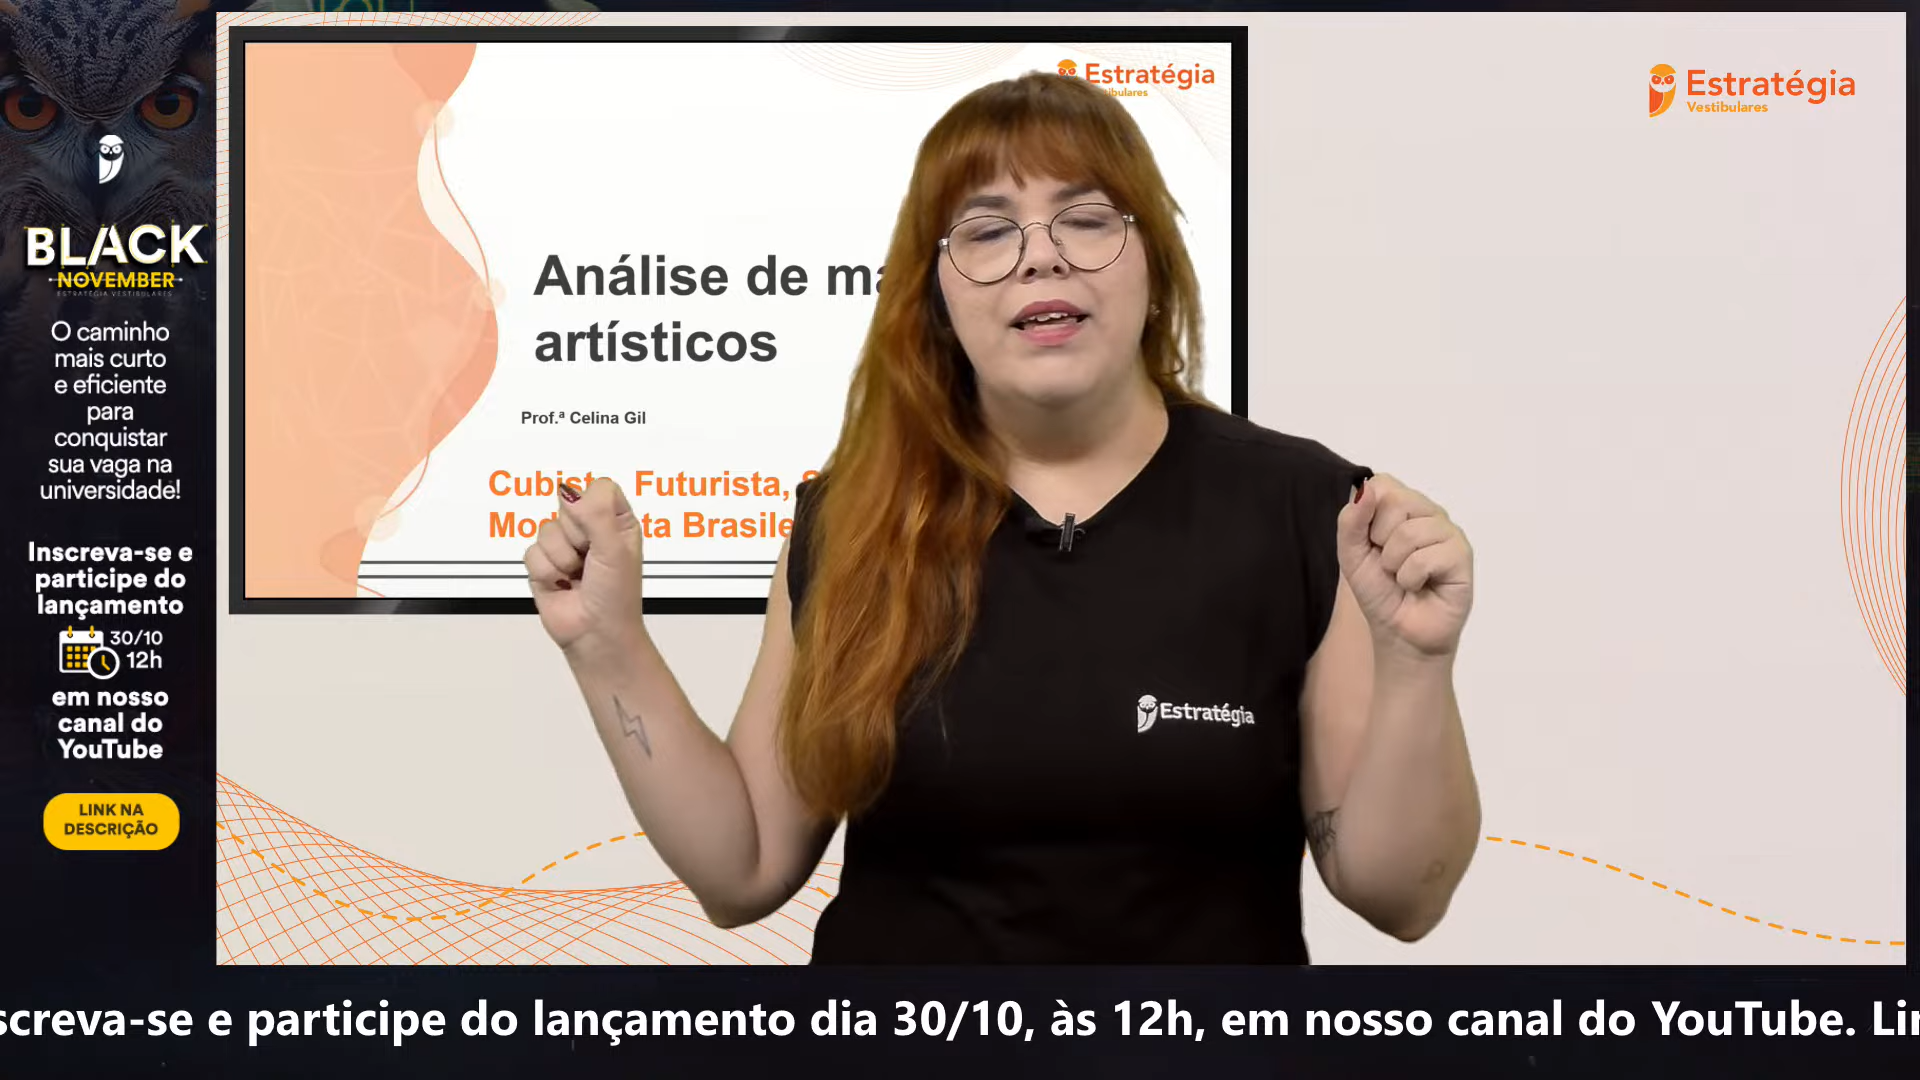 BLACK
NOVEMBER
ESTRATÉGIA VESTIBULARES
O caminho
mais curto
e eficiente
para
conquistar
sua vaga na
universidade!
Inscreva-se e
participe do
lançamento
30/10
12h
em nosso
canal do
YouTube
LINK NA
DESCRIÇÃO
Estratégia
Análise de
artísticos
Prof.ª Celina Gil
Futurista,
Estratégia
Vestibulares
Estratégia
screva-se e participe do lançamento dia 30/10, às 12h, em nosso canal do YouTube.